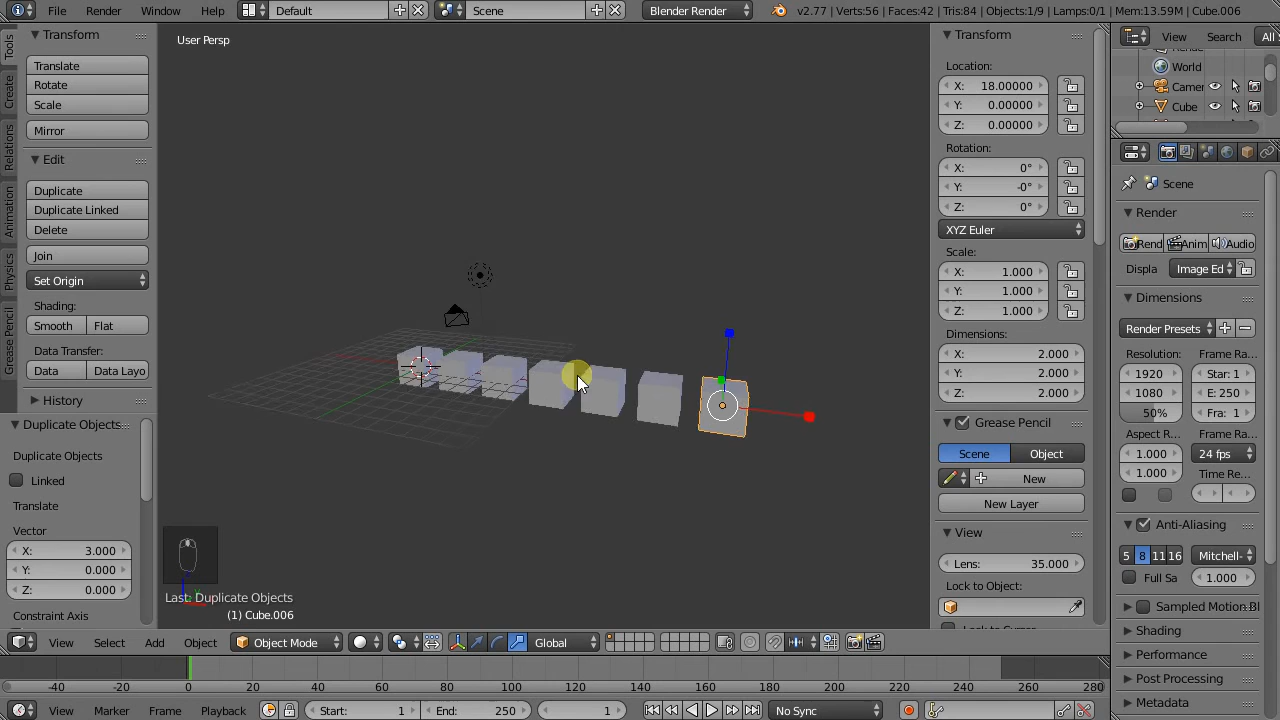 File Render Window Help Default Scene Blender Render v2.77 | Verts:56 | Faces:42 | Tris:84 | Objects:1/9 | Lamps:0/1 | Mem:13.59M | Cube.006
Tools
Create
Relations
Animation
Physics
Grease Pencil
Transform
Translate
Rotate
Scale
Mirror
Edit
Duplicate
Duplicate Linked
Delete
Join
Set Origin
Shading:
Smooth Flat
Data Transfer:
Data Data Layo
History
Duplicate Objects
Duplicate Objects
Linked
Translate
Vector
X: 3.000
Y: 0.000
Z: 0.000
Constraint Axis
User Persp
Last: Duplicate Objects
(1) Cube.006
Transform
Location:
X: 18.00000
Y: 0.00000
Z: 0.00000
Rotation:
X: 0°
Y: -0°
Z: 0°
XYZ Euler
Scale:
X: 1.000
Y: 1.000
Z: 1.000
Dimensions:
X: 2.000
Y: 2.000
Z: 2.000
Grease Pencil
Scene Object
New
New Layer
View
Lens: 35.000
Lock to Object:
View Search All S
World
Camer
Cube
Scene
Render
Rend Anim Audio
Displa Image Ed
Dimensions
Render Presets
Resolution: Frame Ra
1920 Start: 1
1080 E: 250
50% Fra: 1
Aspect R... Frame Ra...
1.000 24 fps
1.000 Time Re...
Anti-Aliasing
5 8 11 16 Mitchell-
Full Sa 1.000
Sampled Motion Bl
Shading
Performance
Post Processing
Metadata
View Select Add Object Object Mode Global
-40 -20 0 20 40 60 80 100 120 140 160 180 200 220 240 260 280
View Marker Frame Playback Start: 1 End: 250 1 No Sync